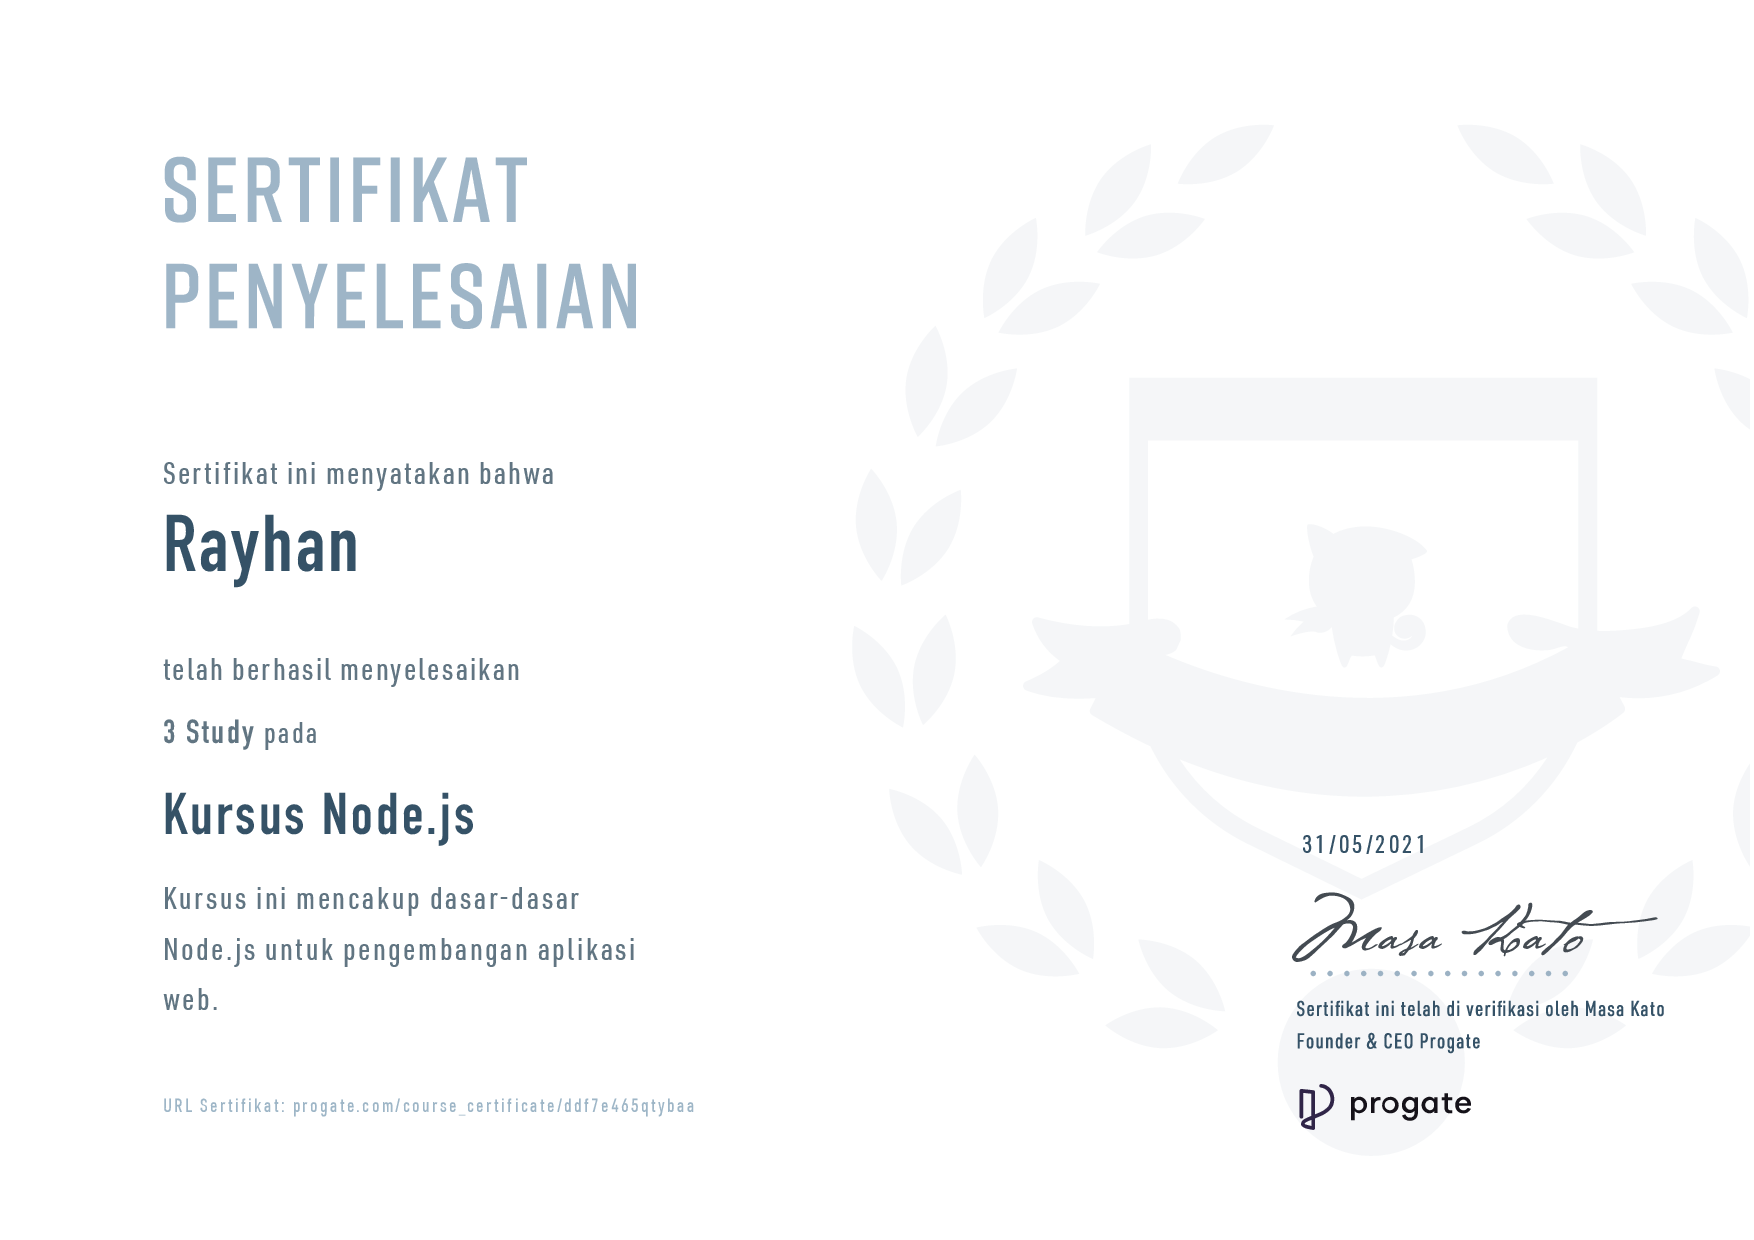 SERTIFIKAT
PENYELESAIAN
Sertifikat ini menyatakan bahwa
Rayhan
telah berhasil menyelesaikan
3 Study pada
Kursus Node.js
Kursus ini mencakup dasar-dasar
Node.js untuk pengembangan aplikasi
web.
URL Sertifikat: progate.com/course_certificate/ddf7e465qtybaa
31/05/2021
Masa Kato
Sertifikat ini telah di verifikasi oleh Masa Kato
Founder & CEO Progate
progate